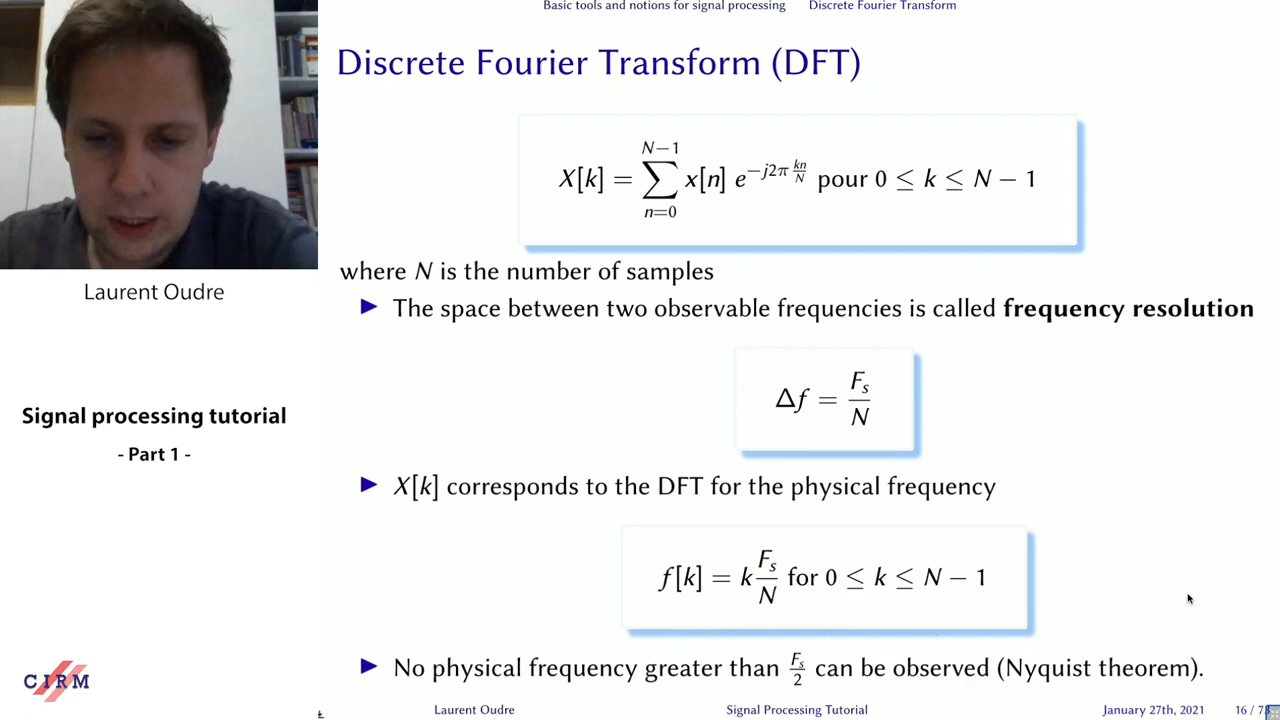 Basic tools and notions for signal processing Discrete Fourier Transform
Discrete Fourier Transform (DFT)
X[k] = ∑_{n=0}^{N−1} x[n] e^{−j2π kn/N} pour 0 ≤ k ≤ N − 1
where N is the number of samples
▶ The space between two observable frequencies is called frequency resolution
Δf = F_s/N
▶ X[k] corresponds to the DFT for the physical frequency
f[k] = k F_s/N for 0 ≤ k ≤ N − 1
▶ No physical frequency greater than F_s/2 can be observed (Nyquist theorem).
Laurent Oudre Signal Processing Tutorial January 27th, 2021 16 /
Laurent Oudre
Signal processing tutorial
- Part 1 -
CIRM